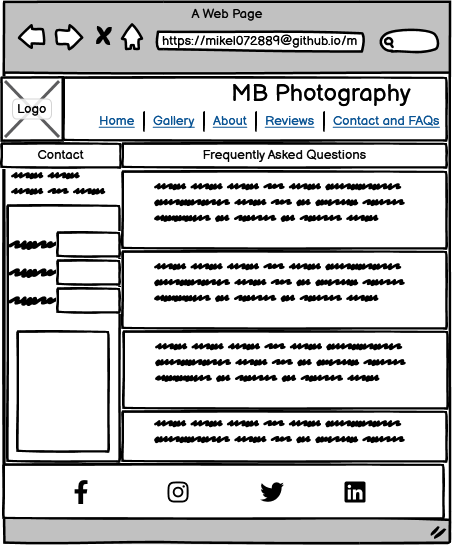 A Web Page
https://mikel072889@github.io/m
Logo
MB Photography
Home Gallery About Reviews Contact and FAQs
Contact
Frequently Asked Questions